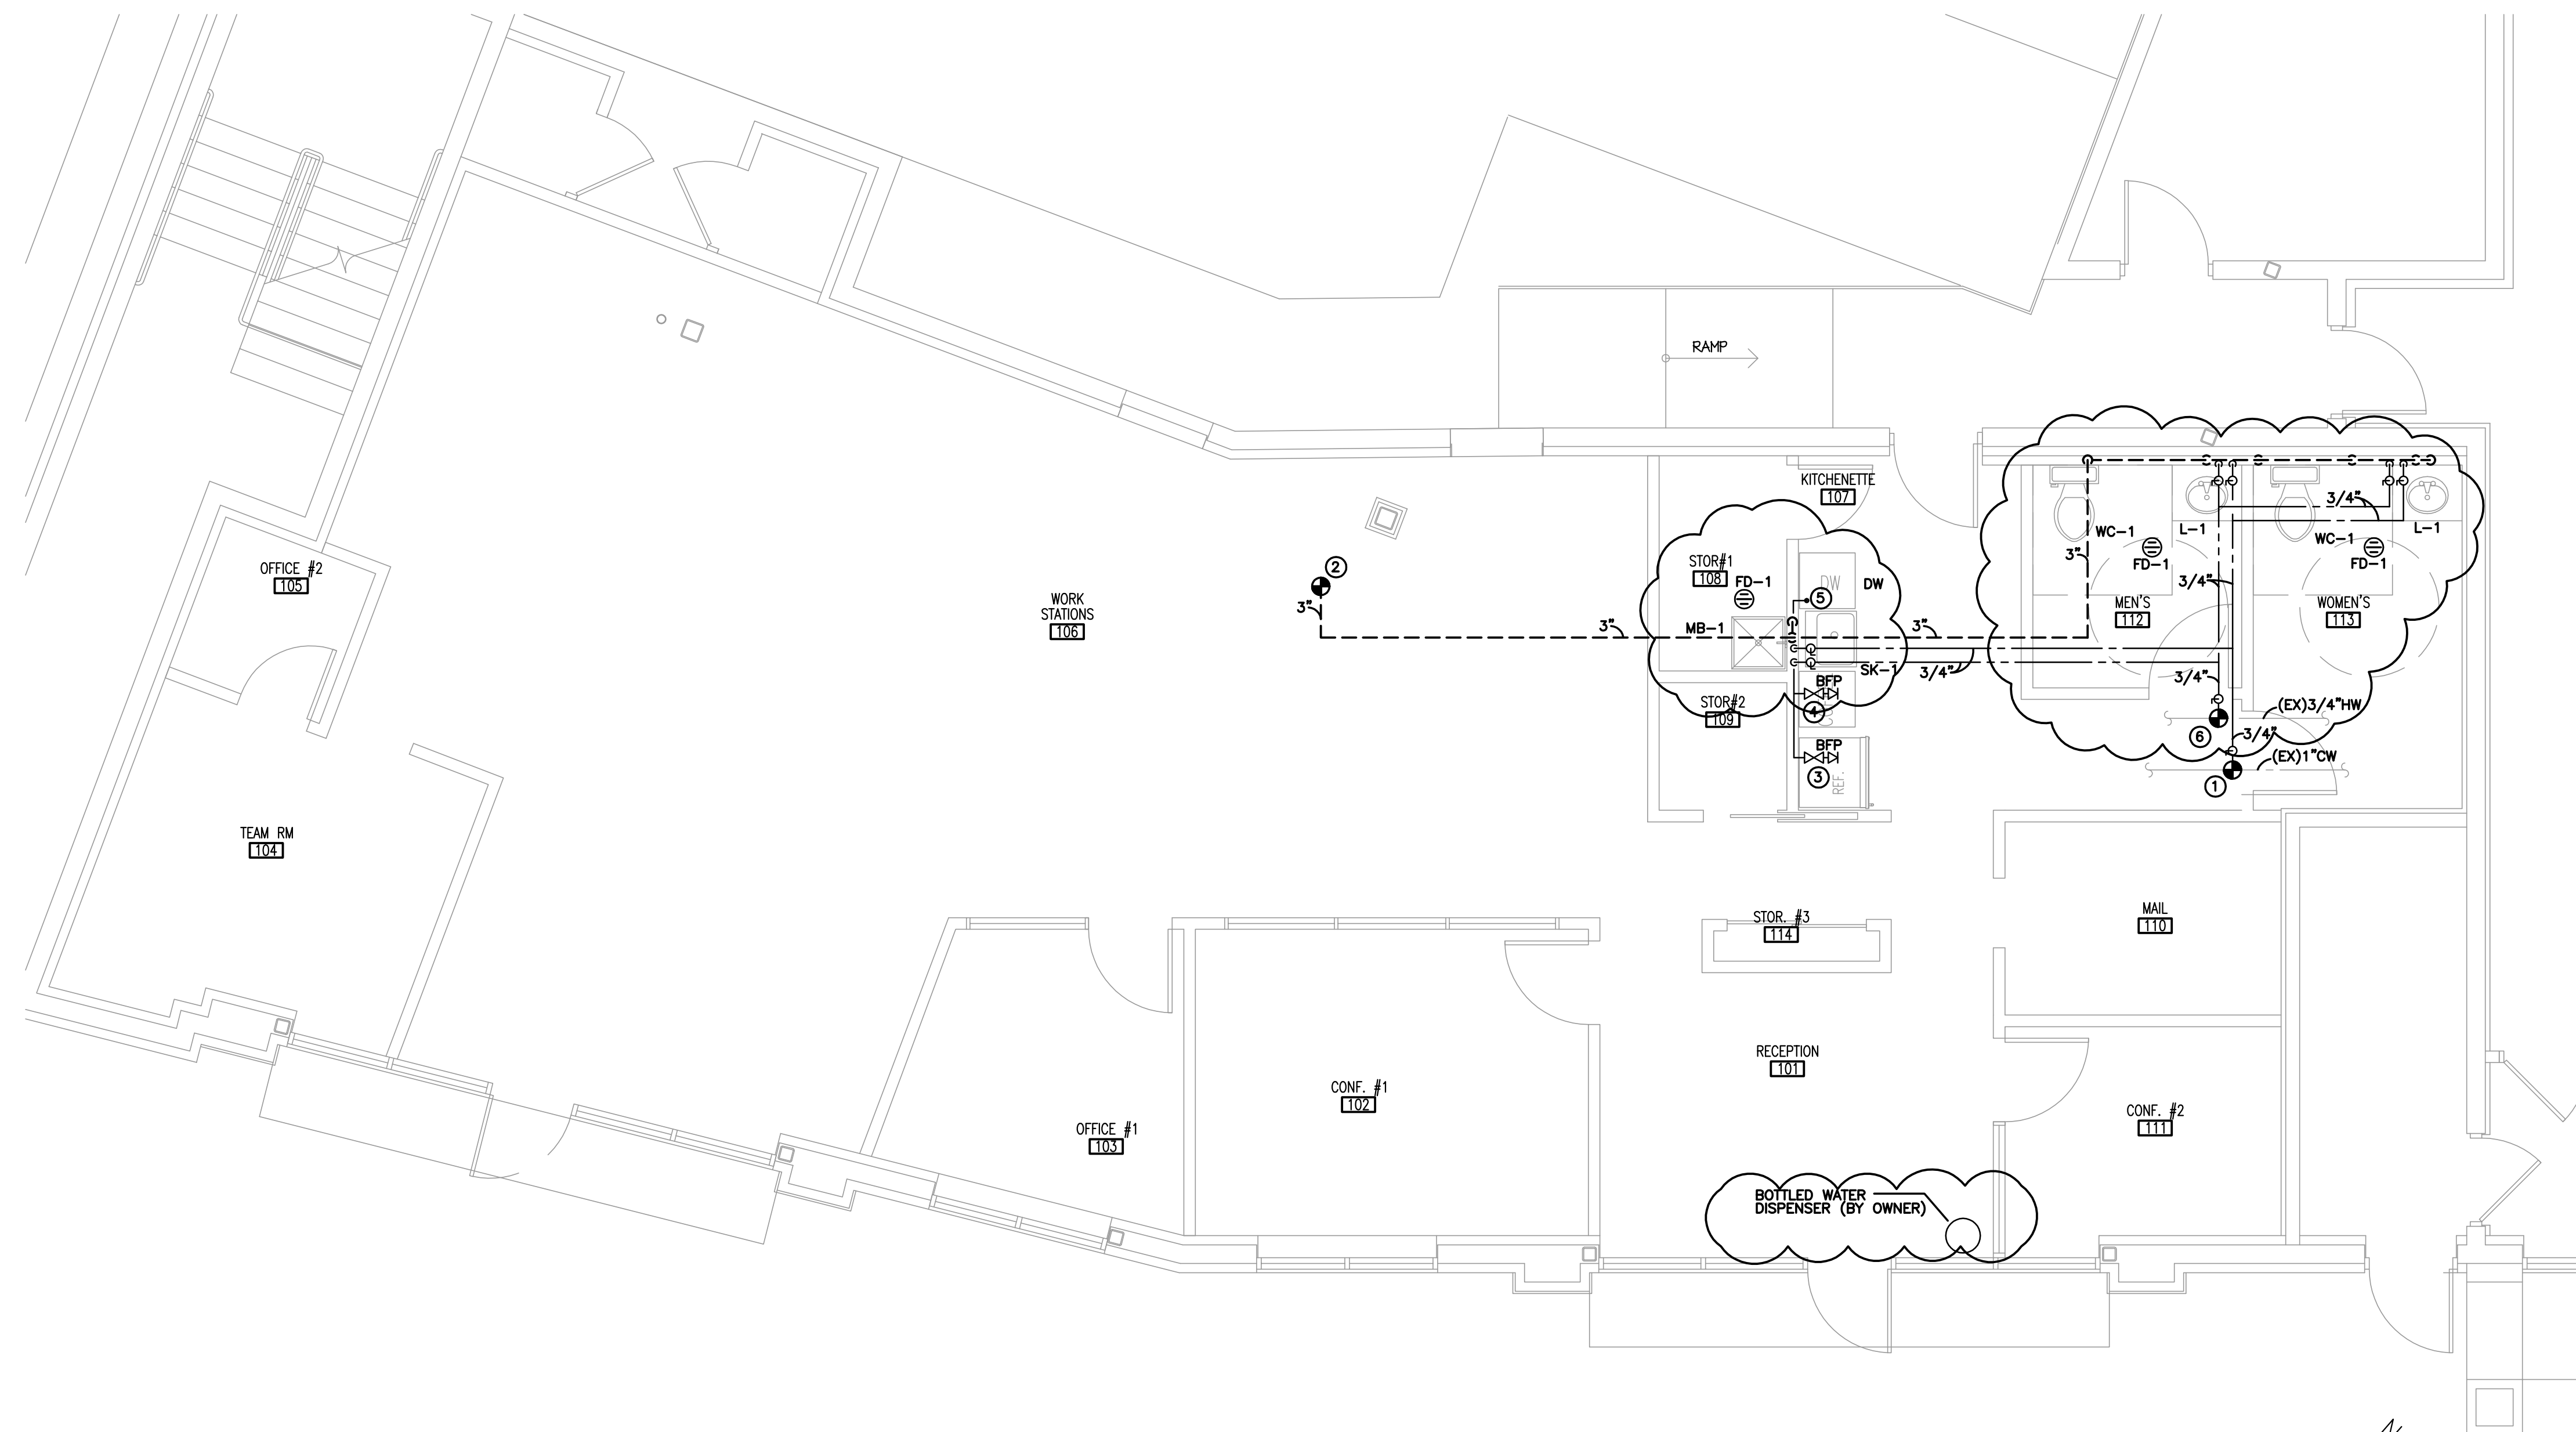 RAMP
KITCHENETTE
107
3/4"
WC-1
L-1
WC-1
L-1
3"
FD-1
FD-1
3/4"
STOR#1
108
FD-1
DW
DW
5
OFFICE #2
105
2
3"
WORK
STATIONS
106
MEN'S
112
WOMEN'S
113
3"
MB-1
3"
SK-1
3/4"
3/4"
BFP
4
STOR#2
109
(EX)3/4"HW
6
3/4"
BFP
3
REF.
(EX)1"CW
1
TEAM RM
104
STOR. #3
114
MAIL
110
RECEPTION
101
CONF. #1
102
OFFICE #1
103
CONF. #2
111
BOTTLED WATER
DISPENSER (BY OWNER)